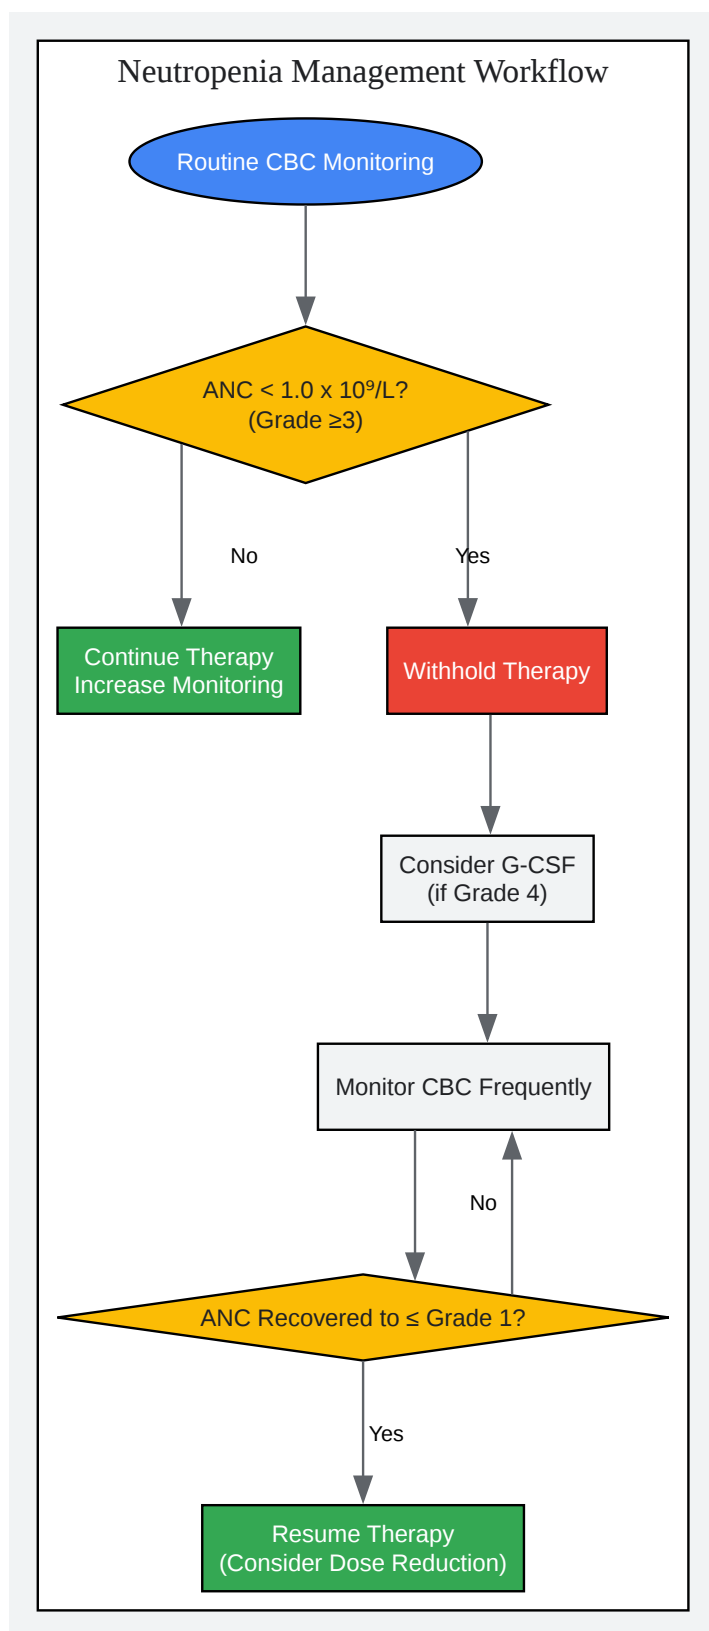 Neutropenia Management Workflow
Routine CBC Monitoring
ANC < 1.0 x 10⁹/L?
(Grade ≥3)
No
Yes
Continue Therapy
Increase Monitoring
Withhold Therapy
Consider G-CSF
(if Grade 4)
Monitor CBC Frequently
No
ANC Recovered to ≤ Grade 1?
Yes
Resume Therapy
(Consider Dose Reduction)